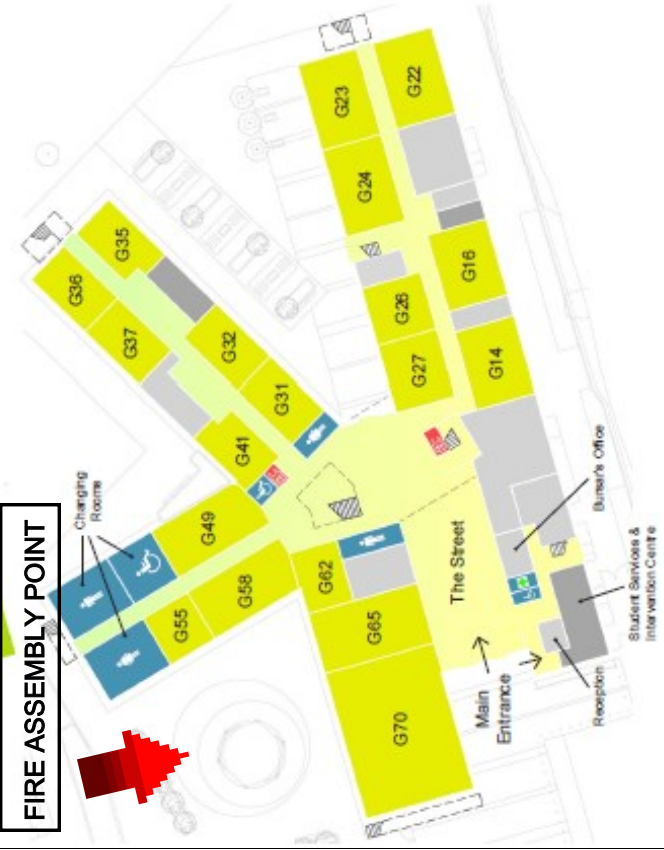 FIRE ASSEMBLY POINT
Changing
Rooms
G36
G35
G37
G32
G31
G41
G49
G58
G55
G62
G65
G70
G23
G22
G24
G26
G16
G27
G14
The Street
Main
Entrance
Bursar's Office
Reception
Student Services &
Intervention Centre